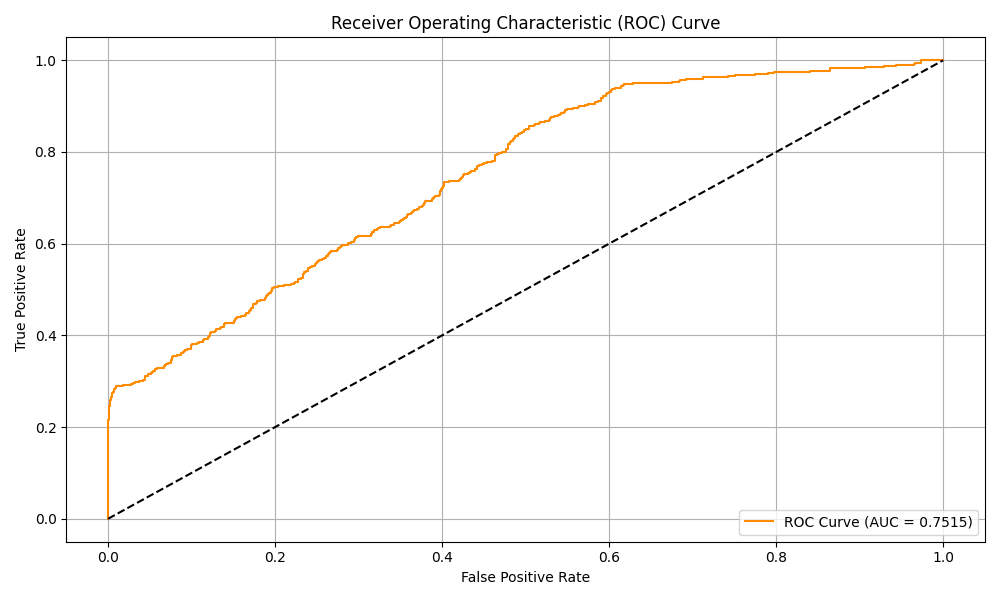 Receiver Operating Characteristic (ROC) Curve
True Positive Rate
1.0
0.8
0.6
0.4
0.2
0.0
ROC Curve (AUC = 0.7515)
0.0 0.2 0.4 0.6 0.8 1.0
False Positive Rate